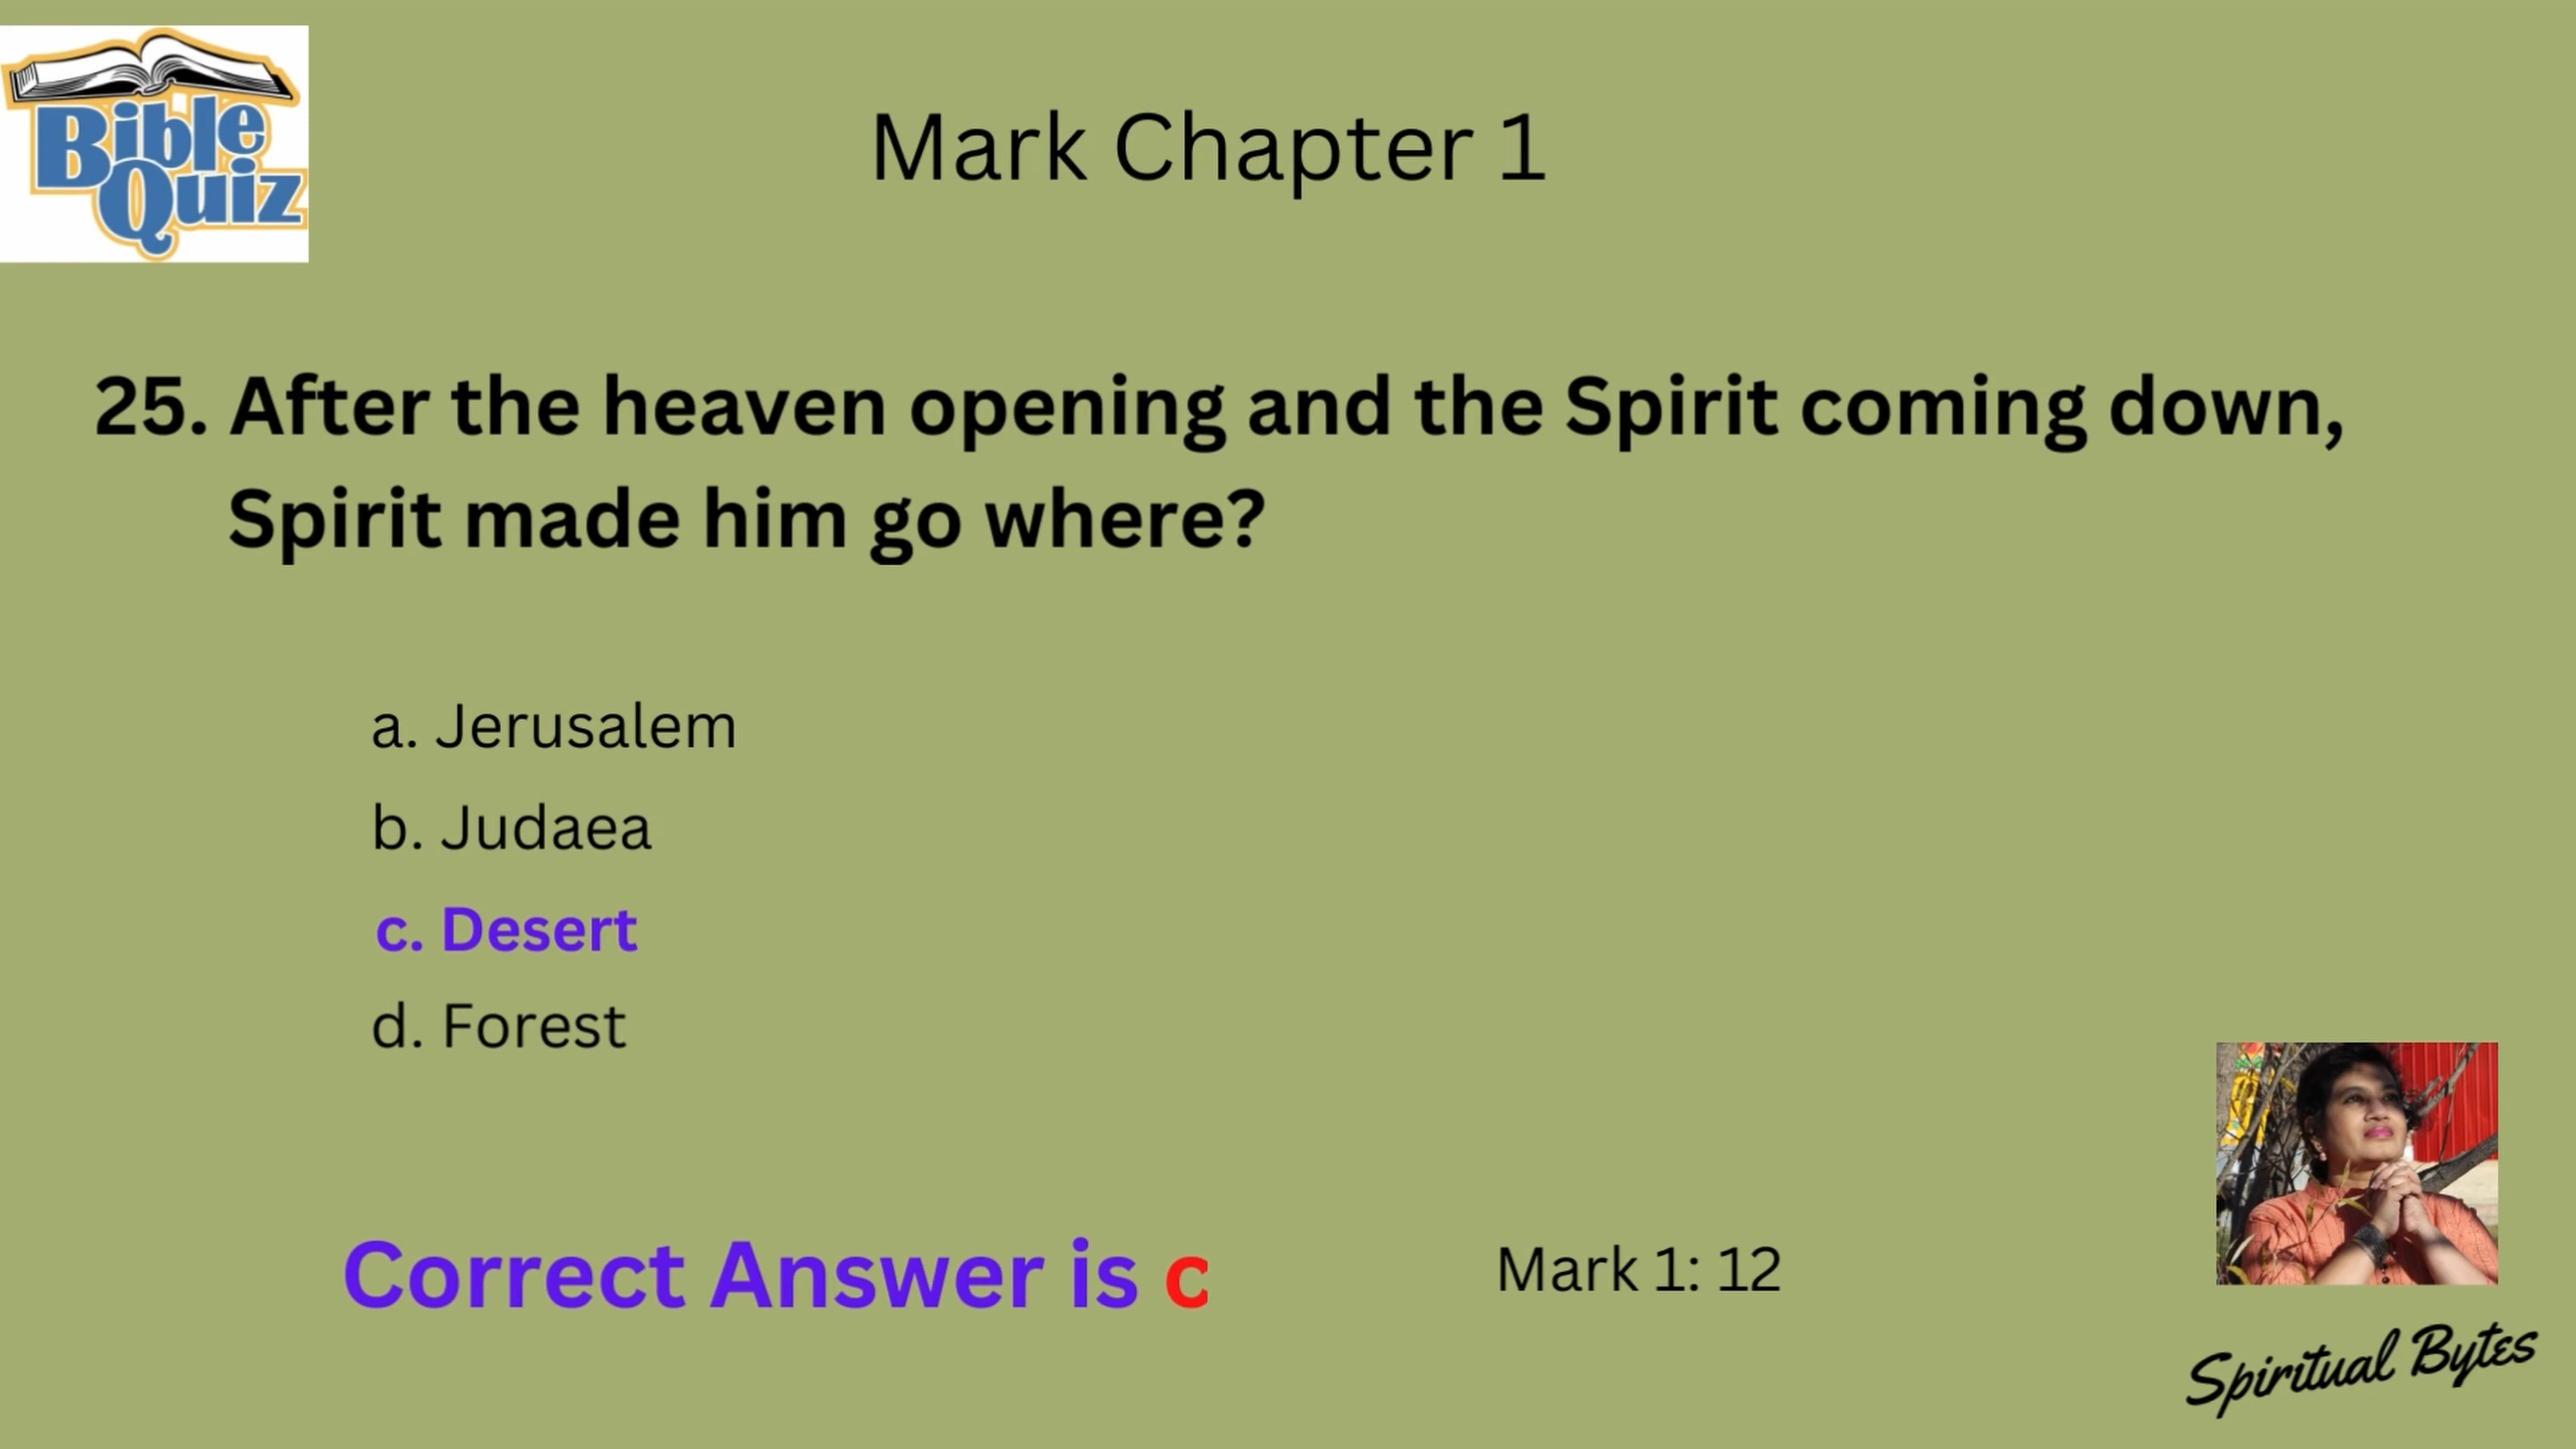 Bible
Quiz
Mark Chapter 1
25. After the heaven opening and the Spirit coming down,
Spirit made him go where?
a. Jerusalem
b. Judaea
c. Desert
d. Forest
Correct Answer is c
Mark 1: 12
Spiritual Bytes